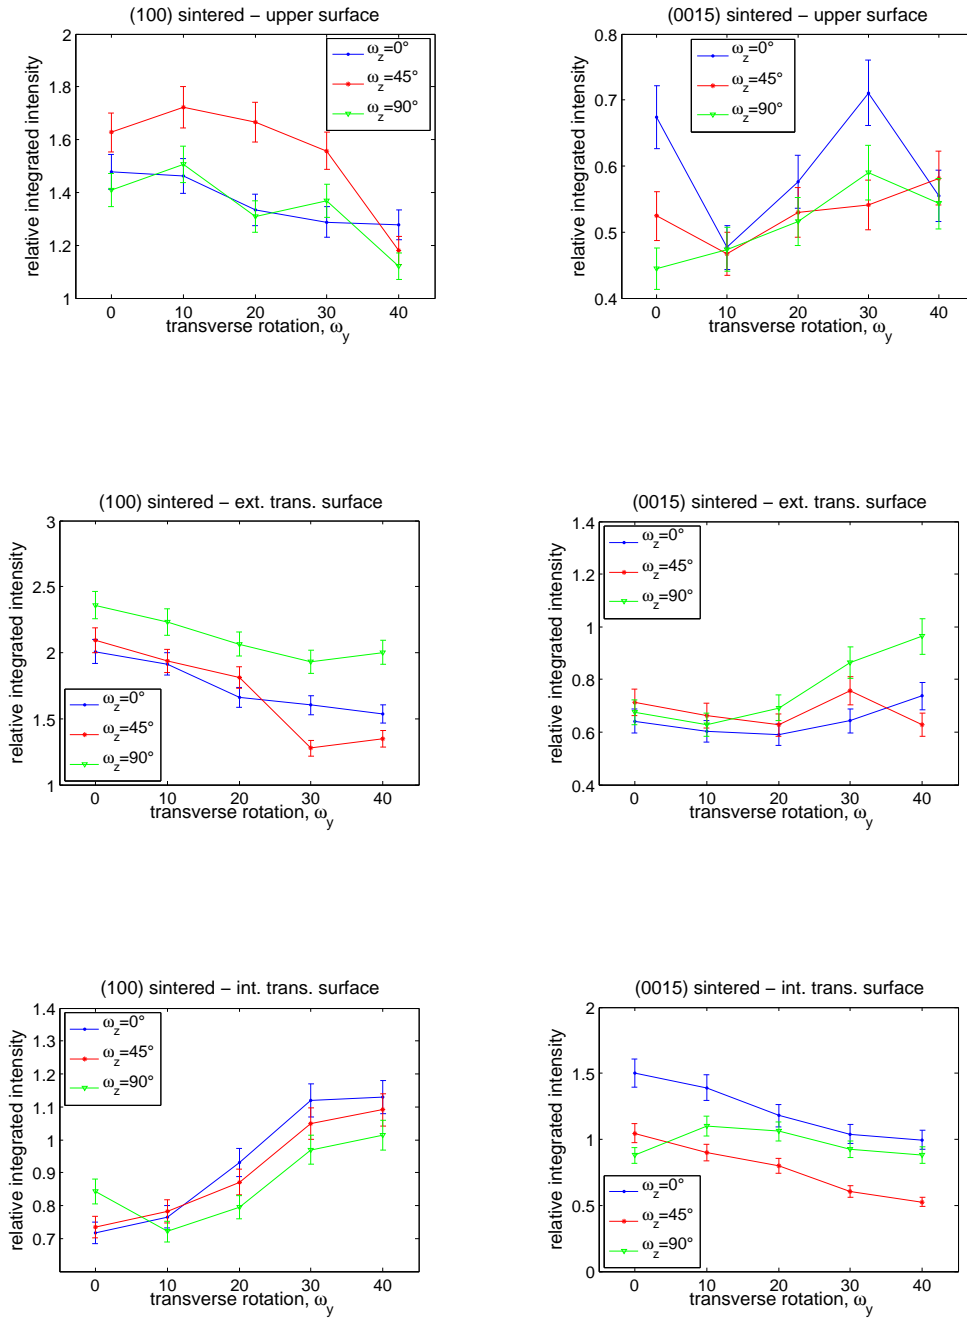 (100) sintered − upper surface
relative integrated intensity
2
1.8
1.6
1.4
1.2
1
0
10
20
30
40
transverse rotation, ω_y
ω_z=0°
ω_z=45°
ω_z=90°
(0015) sintered − upper surface
relative integrated intensity
0.8
0.7
0.6
0.5
0.4
0
10
20
30
40
transverse rotation, ω_y
ω_z=0°
ω_z=45°
ω_z=90°
(100) sintered − ext. trans. surface
relative integrated intensity
3
2.5
2
1.5
1
0
10
20
30
40
transverse rotation, ω_y
ω_z=0°
ω_z=45°
ω_z=90°
(0015) sintered − ext. trans. surface
relative integrated intensity
1.4
1.2
1
0.8
0.6
0.4
0
10
20
30
40
transverse rotation, ω_y
ω_z=0°
ω_z=45°
ω_z=90°
(100) sintered − int. trans. surface
relative integrated intensity
1.4
1.3
1.2
1.1
1
0.9
0.8
0.7
0
10
20
30
40
transverse rotation, ω_y
ω_z=0°
ω_z=45°
ω_z=90°
(0015) sintered − int. trans. surface
relative integrated intensity
2
1.5
1
0.5
0
0
10
20
30
40
transverse rotation, ω_y
ω_z=0°
ω_z=45°
ω_z=90°